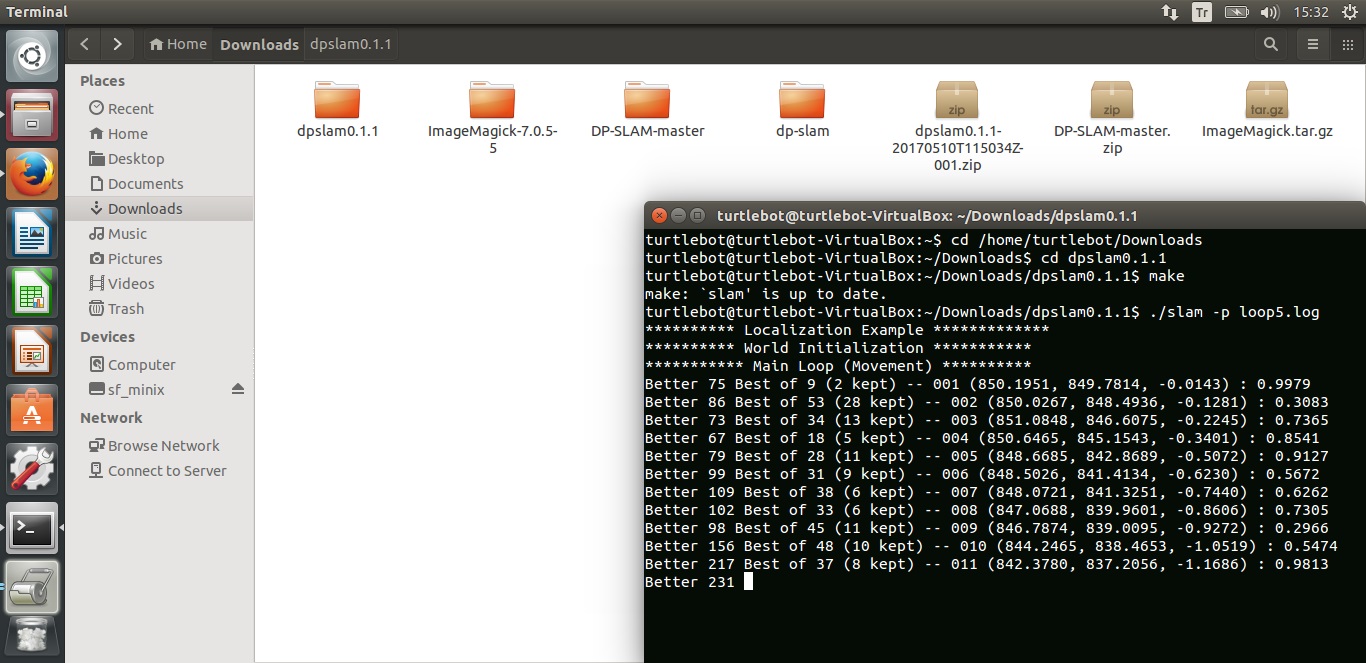 Terminal
Tr
15:32
Home
Downloads
dpslam0.1.1
Places
Recent
Home
Desktop
Documents
Downloads
Music
Pictures
Videos
Trash
Devices
Computer
sf_minix
Network
Browse Network
Connect to Server
dpslam0.1.1
ImageMagick-7.0.5-
5
DP-SLAM-master
dp-slam
zip
dpslam0.1.1-
20170510T115034Z-
001.zip
zip
DP-SLAM-master.
zip
tar.gz
ImageMagick.tar.gz
turtlebot@turtlebot-VirtualBox: ~/Downloads/dpslam0.1.1
turtlebot@turtlebot-VirtualBox:~$ cd /home/turtlebot/Downloads
turtlebot@turtlebot-VirtualBox:~/Downloads$ cd dpslam0.1.1
turtlebot@turtlebot-VirtualBox:~/Downloads/dpslam0.1.1$ make
make: `slam' is up to date.
turtlebot@turtlebot-VirtualBox:~/Downloads/dpslam0.1.1$ ./slam -p loop5.log
********** Localization Example *************
********** World Initialization ***********
*********** Main Loop (Movement) **********
Better 75 Best of 9 (2 kept) -- 001 (850.1951, 849.7814, -0.0143) : 0.9979
Better 86 Best of 53 (28 kept) -- 002 (850.0267, 848.4936, -0.1281) : 0.3083
Better 73 Best of 34 (13 kept) -- 003 (851.0848, 846.6075, -0.2245) : 0.7365
Better 67 Best of 18 (5 kept) -- 004 (850.6465, 845.1543, -0.3401) : 0.8541
Better 79 Best of 28 (11 kept) -- 005 (848.6685, 842.8689, -0.5072) : 0.9127
Better 99 Best of 31 (9 kept) -- 006 (848.5026, 841.4134, -0.6230) : 0.5672
Better 109 Best of 38 (6 kept) -- 007 (848.0721, 841.3251, -0.7440) : 0.6262
Better 102 Best of 33 (6 kept) -- 008 (847.0688, 839.9601, -0.8606) : 0.7305
Better 98 Best of 45 (11 kept) -- 009 (846.7874, 839.0095, -0.9272) : 0.2966
Better 156 Best of 48 (10 kept) -- 010 (844.2465, 838.4653, -1.0519) : 0.5474
Better 217 Best of 37 (8 kept) -- 011 (842.3780, 837.2056, -1.1686) : 0.9813
Better 231